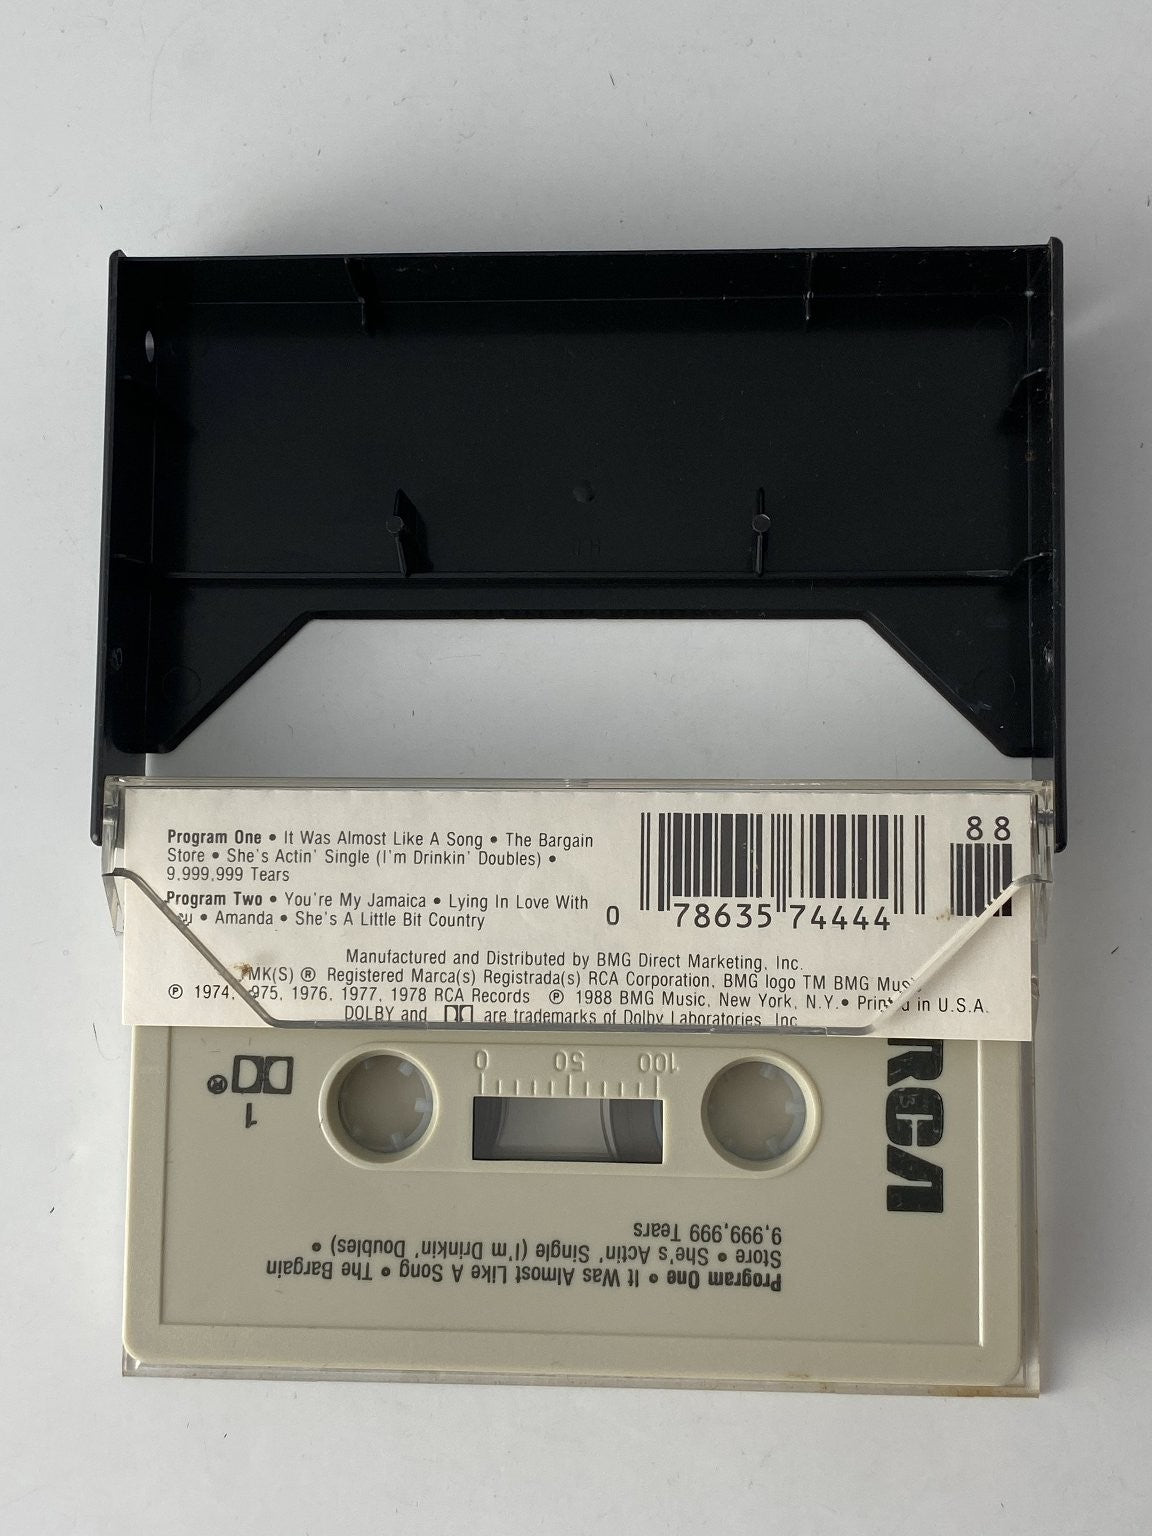 Program One • It Was Almost Like A Song • The Bargain
Store • She's Actin' Single (I'm Drinkin' Doubles) •
9,999,999 Tears
Program Two • You're My Jamaica • Lying In Love With
• Amanda • She's A Little Bit Country
0 78635 74444
88
Manufactured and Distributed by BMG Direct Marketing, Inc.
MK(S) ® Registered Marca(s) Registrada(s) RCA Corporation, BMG logo TM BMG
℗ 1974, 1975, 1976, 1977, 1978 RCA Records ℗ 1988 BMG Music, New York, N.Y.• Printed in U.S.A.
DOLBY and are trademarks of Dolby Laboratories, Inc.
RCA
1
0 50 100
Program One • It Was Almost Like A Song • The Bargain
Store • She's Actin' Single (I'm Drinkin' Doubles) •
9,999,999 Tears